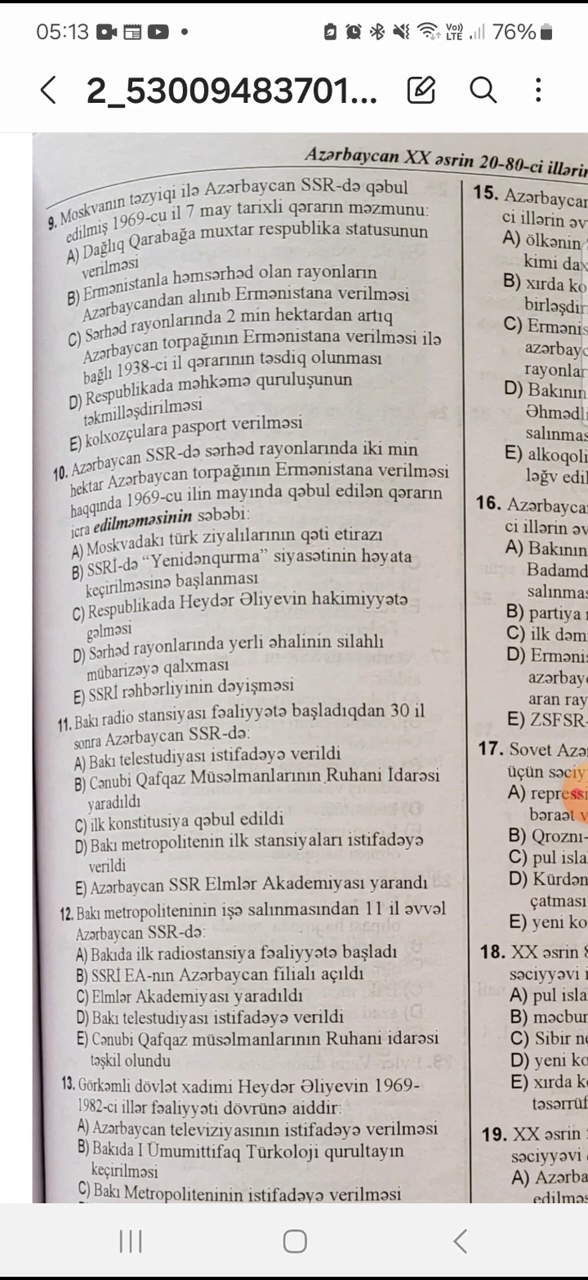 05:13
Vo))
LTE
76%
2_53009483701...
Azərbaycan XX əsrin 20-80-ci illərin
9. Moskvanın təzyiqi ilə Azərbaycan SSR-də qəbul
edilmiş 1969-cu il 7 may tarixli qərarın məzmunu:
A) Dağlıq Qarabağa muxtar respublika statusunun
verilməsi
B) Ermənistanla həmsərhəd olan rayonların
Azərbaycandan alınıb Ermənistana verilməsi
C) Sərhəd rayonlarında 2 min hektardan artıq
Azərbaycan torpağının Ermənistana verilməsi ilə
bağlı 1938-ci il qərarının təsdiq olunması
D) Respublikada məhkəmə quruluşunun
təkmilləşdirilməsi
E) kolxozçulara pasport verilməsi
10. Azərbaycan SSR-də sərhəd rayonlarında iki min
hektar Azərbaycan torpağının Ermənistana verilməsi
haqqında 1969-cu ilin mayında qəbul edilən qərarın
icra edilməməsinin səbəbi:
A) Moskvadakı türk ziyalılarının qəti etirazı
B) SSRİ-də “Yenidənqurma” siyasətinin həyata
keçirilməsinə başlanması
C) Respublikada Heydər Əliyevin hakimiyyətə
gəlməsi
D) Sərhəd rayonlarında yerli əhalinin silahlı
mübarizəyə qalxması
E) SSRİ rəhbərliyinin dəyişməsi
11. Bakı radio stansiyası fəaliyyətə başladıqdan 30 il
sonra Azərbaycan SSR-də:
A) Bakı telestudiyası istifadəyə verildi
B) Cənubi Qafqaz Müsəlmanlarının Ruhani İdarəsi
yaradıldı
C) ilk konstitusiya qəbul edildi
D) Bakı metropolitenin ilk stansiyaları istifadəyə
verildi
E) Azərbaycan SSR Elmlər Akademiyası yarandı
12. Bakı metropoliteninin işə salınmasından 11 il əvvəl
Azərbaycan SSR-də:
A) Bakıda ilk radiostansiya fəaliyyətə başladı
B) SSRİ EA-nın Azərbaycan filialı açıldı
C) Elmlər Akademiyası yaradıldı
D) Bakı telestudiyası istifadəyə verildi
E) Cənubi Qafqaz müsəlmanlarının Ruhani idarəsi
təşkil olundu
13. Görkəmli dövlət xadimi Heydər Əliyevin 1969-
1982-ci illər fəaliyyəti dövrünə aiddir:
A) Azərbaycan televiziyasının istifadəyə verilməsi
B) Bakıda I Ümumittifaq Türkoloji qurultayın
keçirilməsi
C) Bakı Metropoliteninin istifadəyə verilməsi
15. Azərbaycan
ci illərin əv
A) ölkənin
kimi dax
B) xırda ko
birləşdir
C) Ermənis
azərbayc
rayonlar
D) Bakının
Əhmədli
salınmas
E) alkoqoli
ləğv edil
16. Azərbayca
ci illərin əv
A) Bakının
Badamd
salınmas
B) partiya
C) ilk dəm
D) Ermənis
azərbay
aran ray
E) ZSFSR-
17. Sovet Azə
üçün səciy
A) repressi
bəraət v
B) Qroznı-
C) pul isla
D) Kürdən
çatması
E) yeni ko
18. XX əsrin 8
səciyyəvi i
A) pul isla
B) məcbur
C) Sibir ne
D) yeni ko
E) xırda k
təsərrüf
19. XX əsrin
səciyyəvi
A) Azərba
edilməs